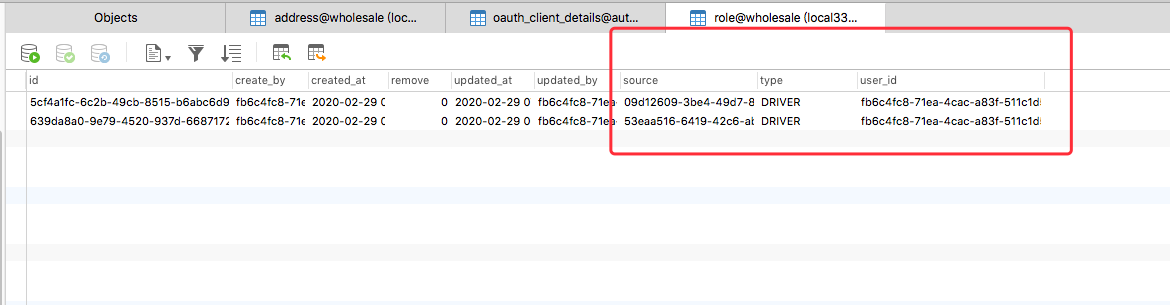 Objects address@wholesale (loc... oauth_client_details@aut... role@wholesale (local33...
id create_by created_at remove updated_at updated_by source type user_id
5cf4a1fc-6c2b-49cb-8515-b6abc6d9 fb6c4fc8-71e 2020-02-29 0 0 2020-02-29 0 fb6c4fc8-71ea- 09d12609-3be4-49d7-8 DRIVER fb6c4fc8-71ea-4cac-a83f-511c1d
639da8a0-9e79-4520-937d-6687172 fb6c4fc8-71e 2020-02-29 0 0 2020-02-29 0 fb6c4fc8-71ea- 53eaa516-6419-42c6-ab DRIVER fb6c4fc8-71ea-4cac-a83f-511c1d